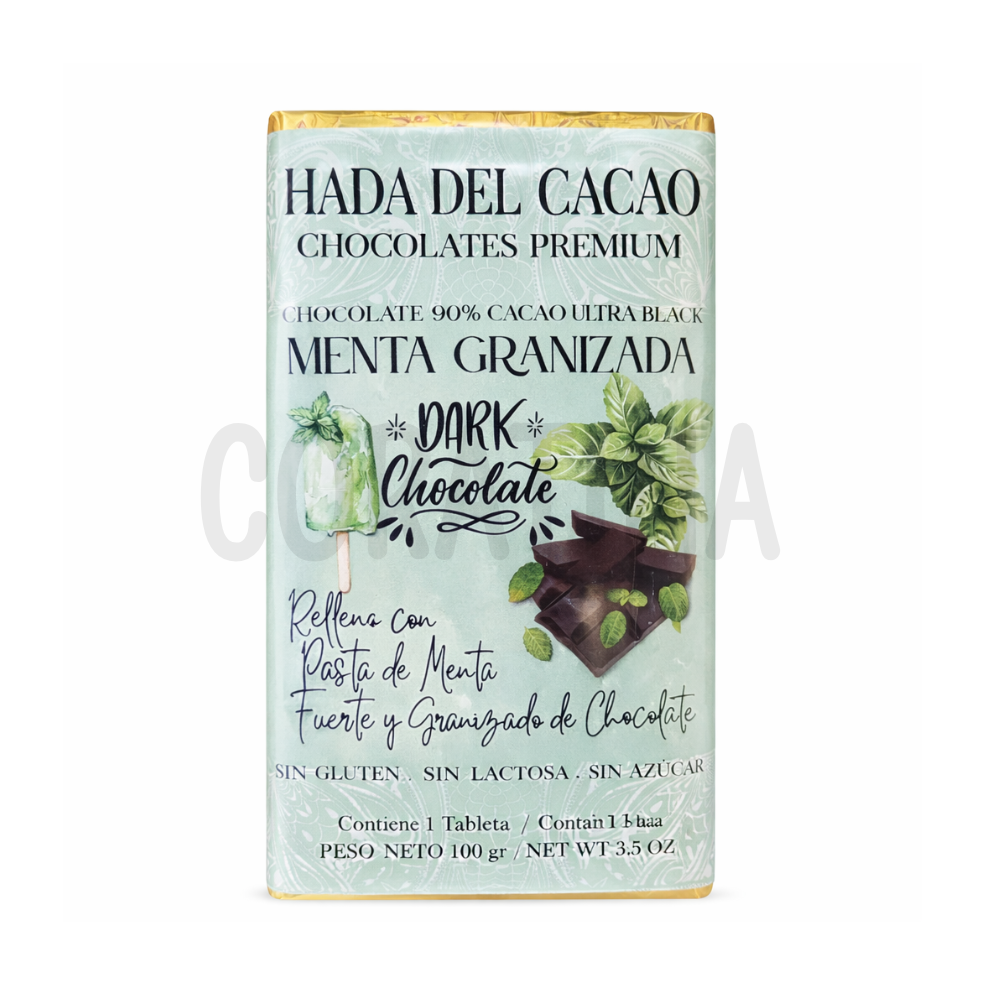 HADA DEL CACAO
CHOCOLATES PREMIUM
CHOCOLATE 90% CACAO ULTRA BLACK
MENTA GRANIZADA
DARK
Chocolate
Relleno con
Pasta de Menta
Fuerte y Granizado de Chocolate
SIN GLUTEN . SIN LACTOSA . SIN AZÚCAR
Contiene 1 Tableta / Contain 1
PESO NETO 100 gr / NET WT 3.5 OZ